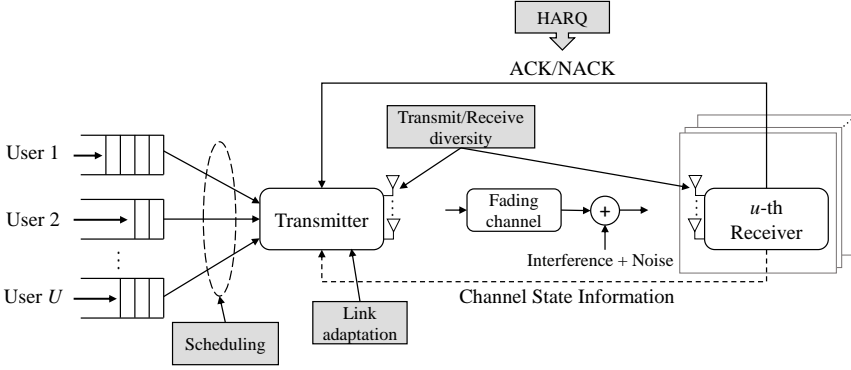 HARQ
ACK/NACK
Transmit/Receive
diversity
User 1
User 2
⋮
User U
Transmitter
Fading
channel
+
u-th
Receiver
Interference + Noise
Channel State Information
Scheduling
Link
adaptation